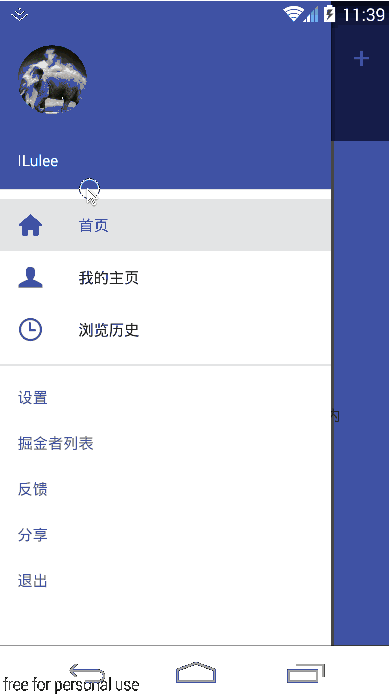 11:39
+
lLulee
首页
我的主页
浏览历史
设置
掘金者列表
内
反馈
分享
退出
free for personal use